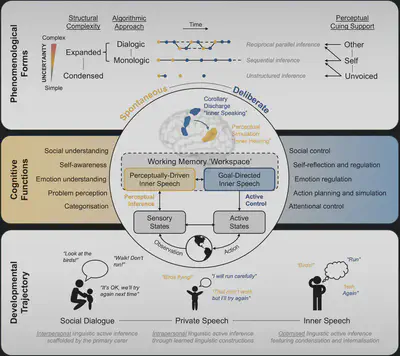 Phenomenological Forms
Structural Complexity
Algorithmic Approach
Time
Perceptual Cuing Support
Complex
UNCERTAINTY
Simple
Expanded
Condensed
Dialogic
Monologic
Reciprocal parallel inference
Sequential inference
Unstructured inference
Other
Self
Unvoiced
Spontaneous
Deliberate
Corollary Discharge "Inner Speaking"
Perceptual Simulation "Inner Hearing"
Cognitive Functions
Social understanding
Self-awareness
Emotion understanding
Problem perception
Categorisation
Working Memory 'Workspace'
Perceptually-Driven Inner Speech
Goal-Directed Inner Speech
Perceptual Inference
Active Control
Sensory States
Active States
Observation
Action
Social control
Self-reflection and regulation
Emotion regulation
Action planning and simulation
Attentional control
Developmental Trajectory
"Look at the birds!"
"Walk! Don't run!"
"It's OK, we'll try again next time"
Social Dialogue
Interpersonal linguistic active inference
scaffolded by the primary carer
"I will run carefully"
but I'll try again"
Private Speech
Intrapersonal linguistic active inference
through learned linguistic constructions
"Birds!"
"Run"
Again"
Inner Speech
Optimised linguistic active inference
featuring condensation and internalisation